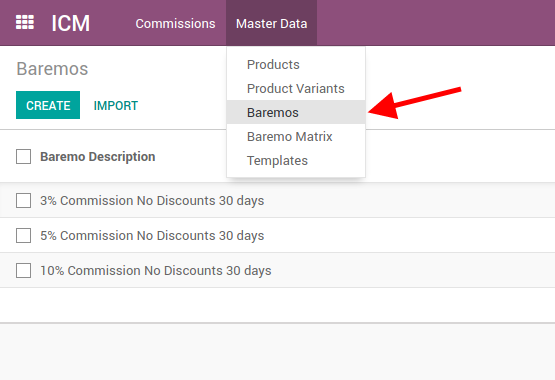 ICM Commissions Master Data
Baremos
CREATE IMPORT
Products
Product Variants
Baremos
Baremo Matrix
Templates
Baremo Description
3% Commission No Discounts 30 days
5% Commission No Discounts 30 days
10% Commission No Discounts 30 days